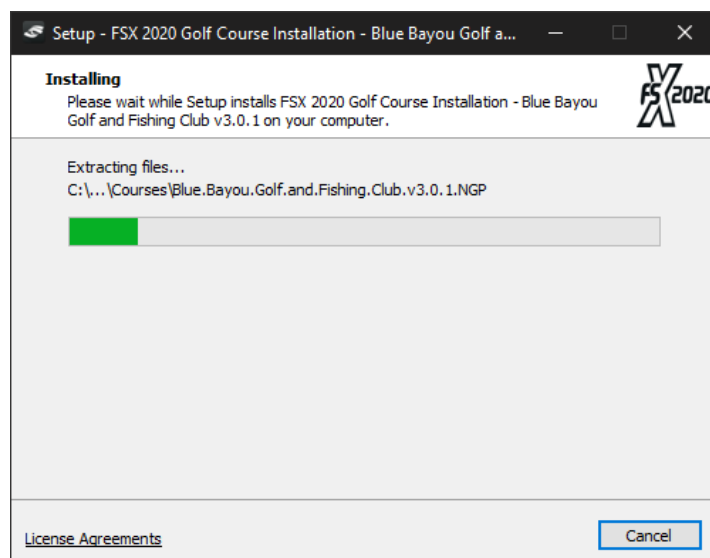 Setup - FSX 2020 Golf Course Installation - Blue Bayou Golf a...
Installing
Please wait while Setup installs FSX 2020 Golf Course Installation - Blue Bayou
Golf and Fishing Club v3.0.1 on your computer.
FSX 2020
Extracting files...
C:\...\Courses\Blue.Bayou.Golf.and.Fishing.Club.v3.0.1.NGP
License Agreements
Cancel